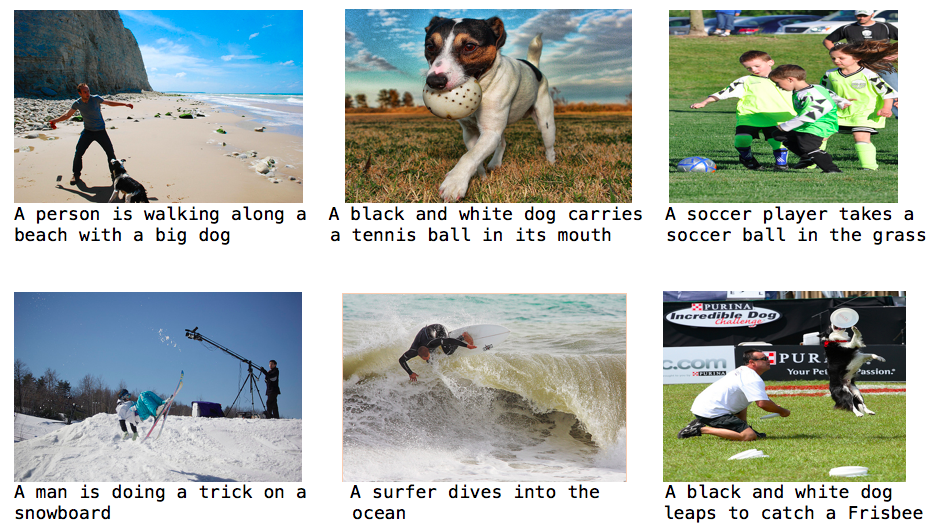 A person is walking along a
beach with a big dog
A black and white dog carries
a tennis ball in its mouth
A soccer player takes a
soccer ball in the grass
PURINA
Incredible Dog
Challenge
.com
PURINA
PUR
Your Pet
Passion.
A man is doing a trick on a
snowboard
A surfer dives into the
ocean
A black and white dog
leaps to catch a Frisbee